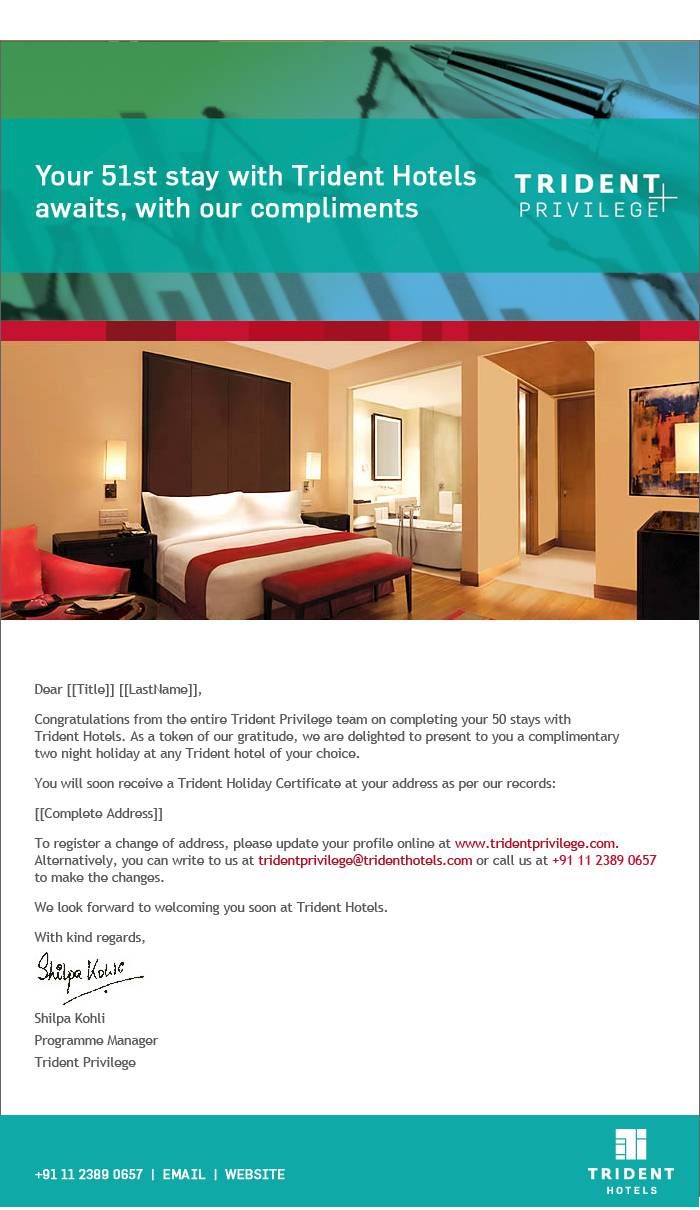 Your 51st stay with Trident Hotels
awaits, with our compliments
TRIDENT
PRIVILEGE
Dear [[Title]] [[LastName]],
Congratulations from the entire Trident Privilege team on completing your 50 stays with
Trident Hotels. As a token of our gratitude, we are delighted to present to you a complimentary
two night holiday at any Trident hotel of your choice.
You will soon receive a Trident Holiday Certificate at your address as per our records:
[[Complete Address]]
To register a change of address, please update your profile online at www.tridentprivilege.com.
Alternatively, you can write to us at tridentprivilege@tridenthotels.com or call us at +91 11 2389 0657
to make the changes.
We look forward to welcoming you soon at Trident Hotels.
With kind regards,
Shilpa Kohli
Shilpa Kohli
Programme Manager
Trident Privilege
+91 11 2389 0657 | EMAIL | WEBSITE
TRIDENT
HOTELS